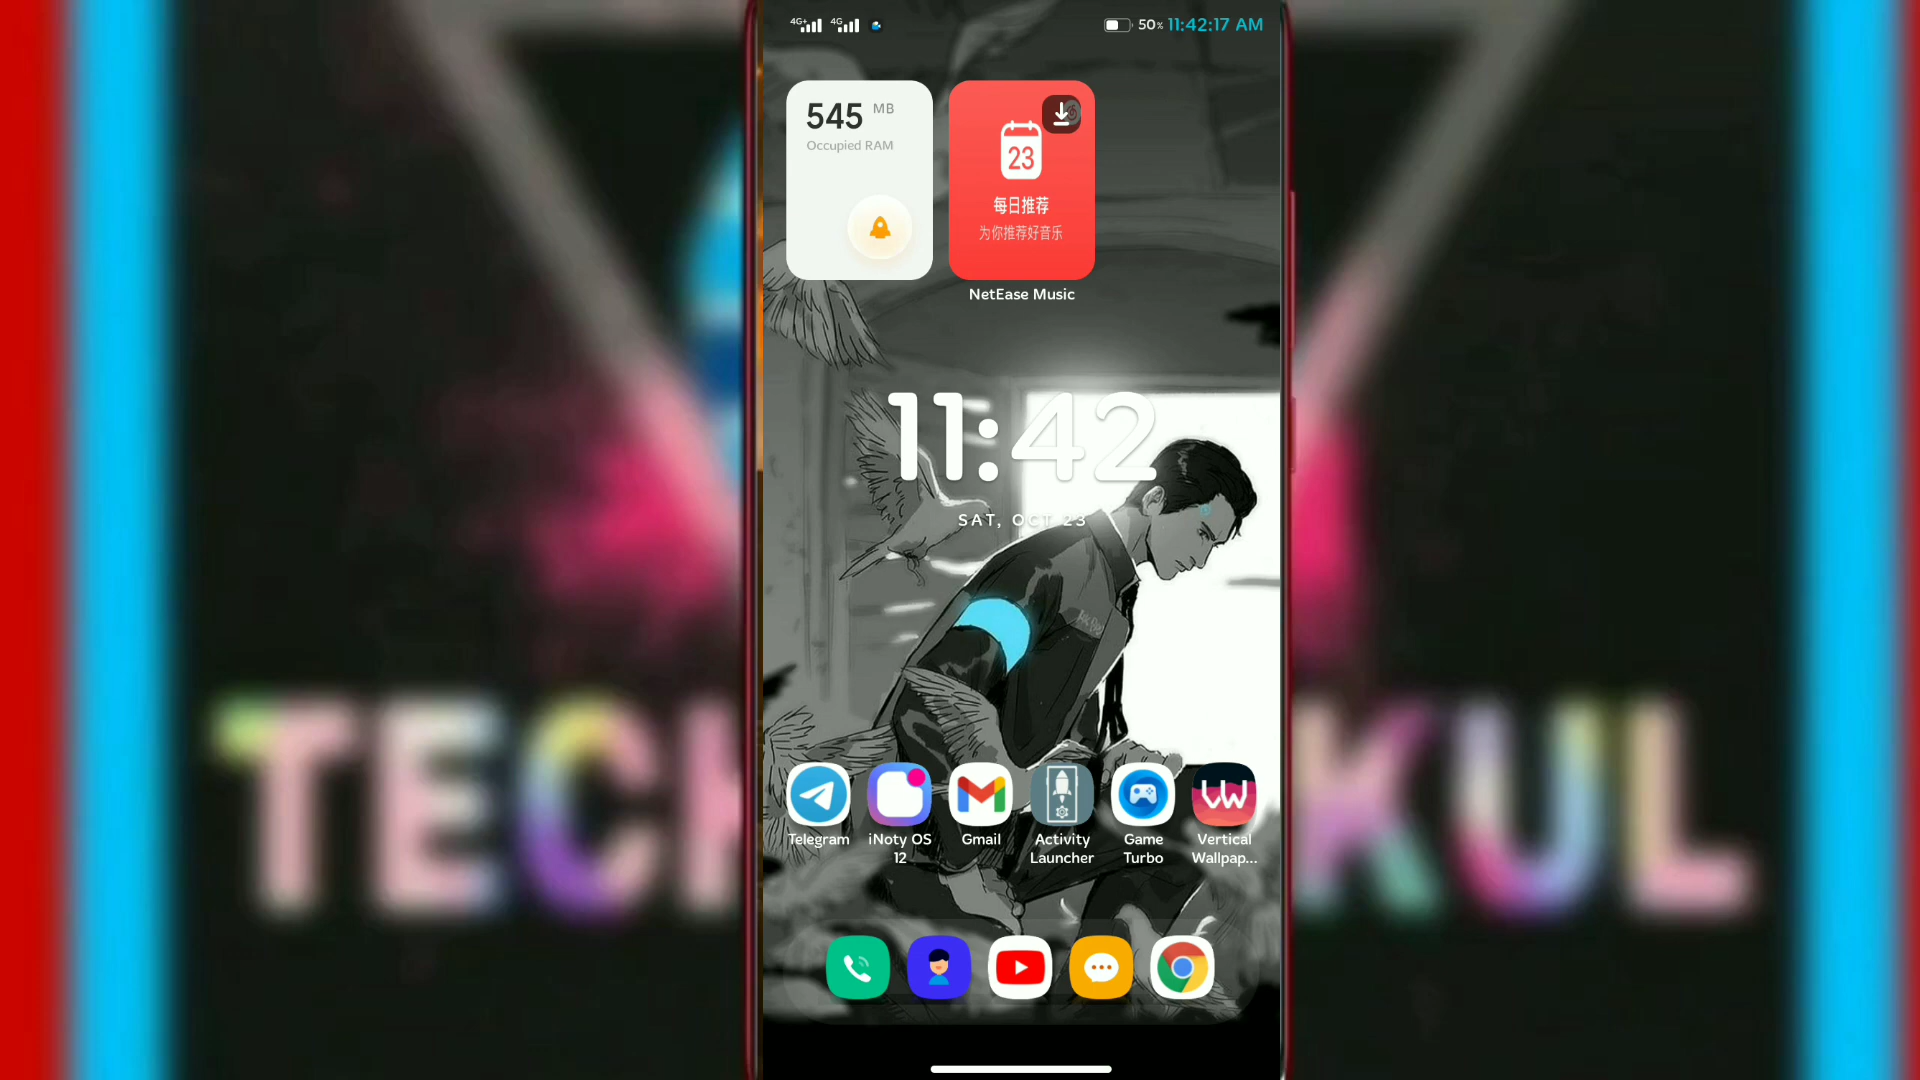 4G+ 4G 50% 11:42:17 AM
545 MB
Occupied RAM
23
每日推荐
为你推荐好音乐
NetEase Music
11:42
SAT, OCT 23
Telegram
iNoty OS
12
Gmail
Activity
Launcher
Game
Turbo
Vertical
Wallpap...
TECH KUL